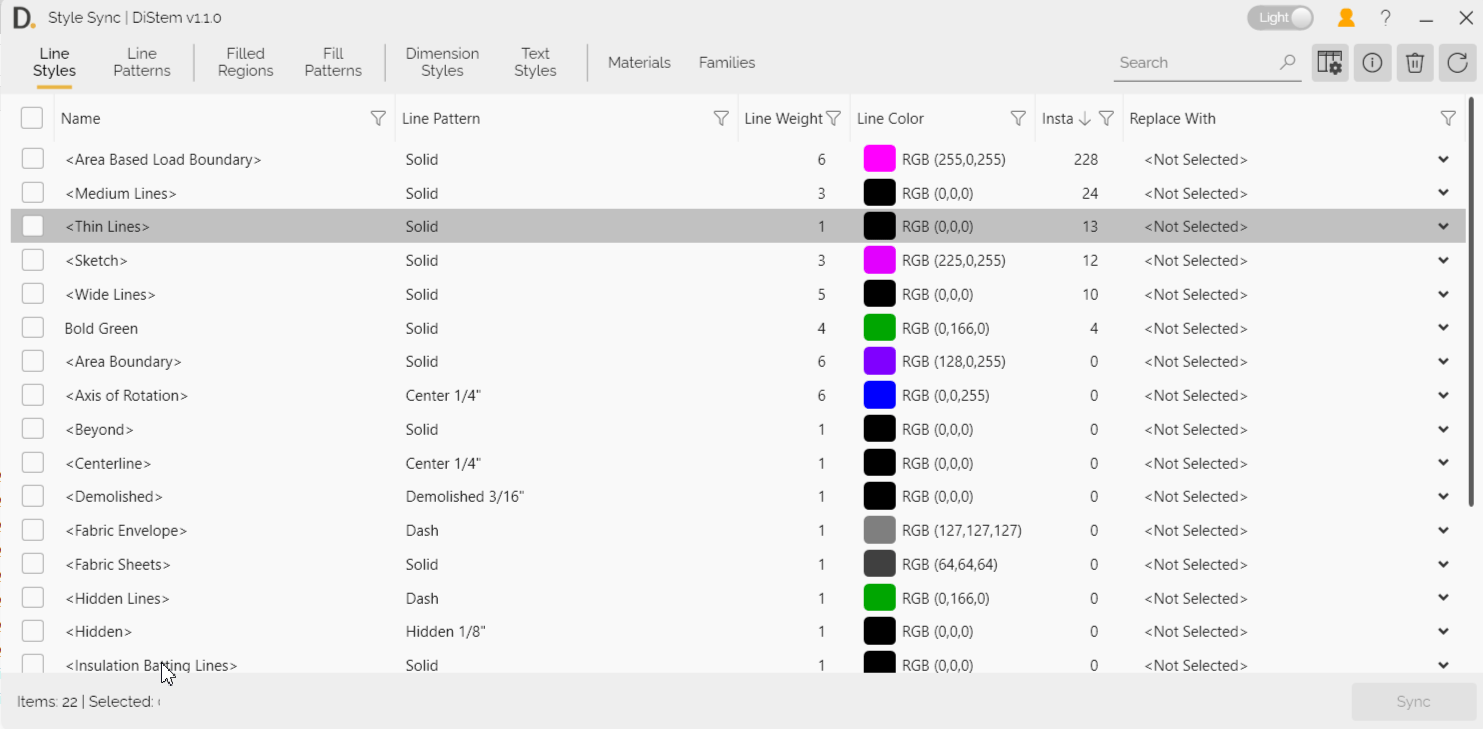 D. Style Sync | DiStem v1.1.0 Light ?
Line Styles
Line Patterns
Filled Regions
Fill Patterns
Dimension Styles
Text Styles
Materials
Families
Search
Name Line Pattern Line Weight Line Color Insta Replace With
<Area Based Load Boundary> Solid 6 RGB (255,0,255) 228 <Not Selected>
<Medium Lines> Solid 3 RGB (0,0,0) 24 <Not Selected>
<Thin Lines> Solid 1 RGB (0,0,0) 13 <Not Selected>
<Sketch> Solid 3 RGB (225,0,255) 12 <Not Selected>
<Wide Lines> Solid 5 RGB (0,0,0) 10 <Not Selected>
Bold Green Solid 4 RGB (0,166,0) 4 <Not Selected>
<Area Boundary> Solid 6 RGB (128,0,255) 0 <Not Selected>
<Axis of Rotation> Center 1/4" 6 RGB (0,0,255) 0 <Not Selected>
<Beyond> Solid 1 RGB (0,0,0) 0 <Not Selected>
<Centerline> Center 1/4" 1 RGB (0,0,0) 0 <Not Selected>
<Demolished> Demolished 3/16" 1 RGB (0,0,0) 0 <Not Selected>
<Fabric Envelope> Dash 1 RGB (127,127,127) 0 <Not Selected>
<Fabric Sheets> Solid 1 RGB (64,64,64) 0 <Not Selected>
<Hidden Lines> Dash 1 RGB (0,166,0) 0 <Not Selected>
<Hidden> Hidden 1/8" 1 RGB (0,0,0) 0 <Not Selected>
<Insulation Batting Lines> Solid 1 RGB (0,0,0) 0 <Not Selected>
Items: 22 | Selected:
Sync